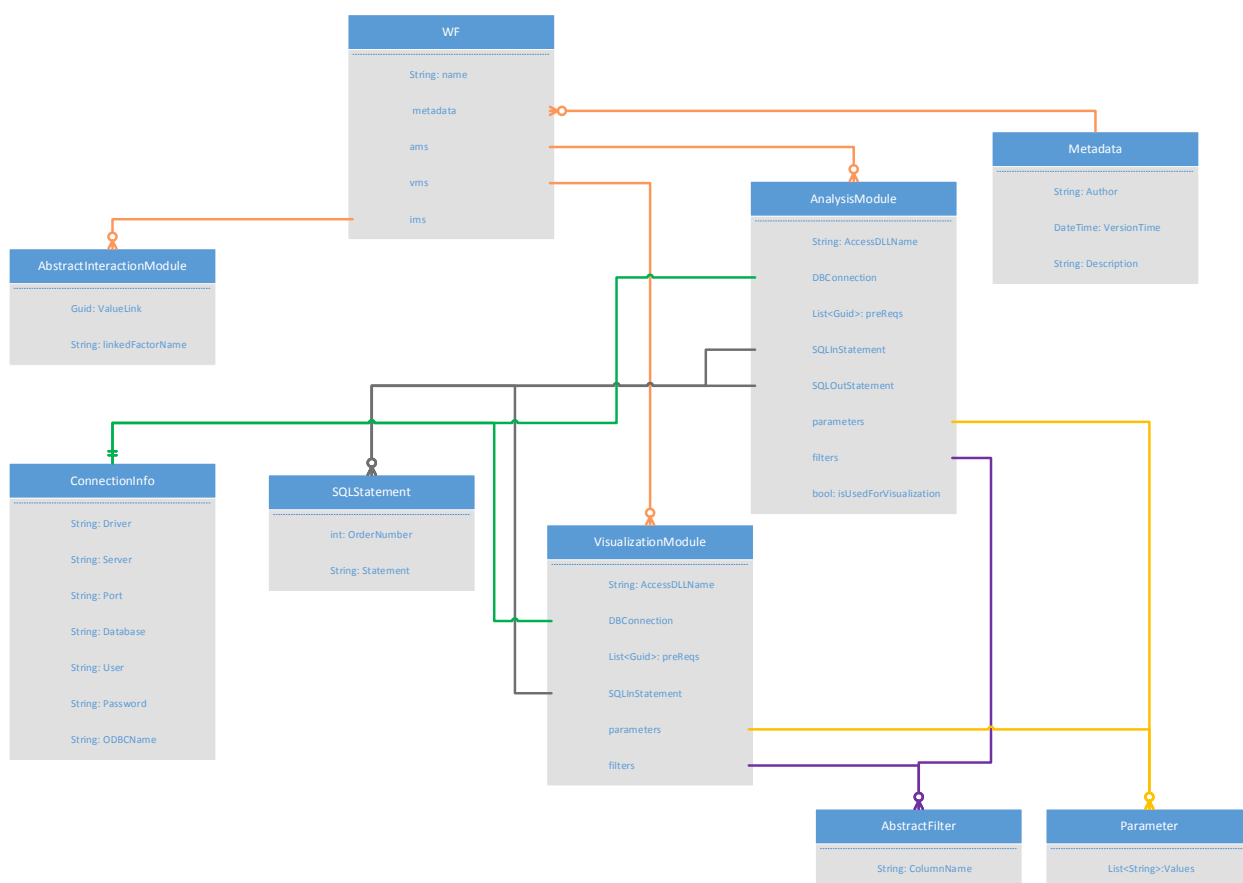 WF
String: name
metadata
ams
vms
ims
Metadata
String: Author
DateTime: VersionTime
String: Description
AnalysisModule
String: AccessDLLName
DBConnection
List<Guid>: preReqs
SQLInStatement
SQLOutStatement
parameters
filters
bool: isUsedForVisualization
AbstractInteractionModule
Guid: ValueLink
String: linkedFactorName
ConnectionInfo
String: Driver
String: Server
String: Port
String: Database
String: User
String: Password
String: ODBCName
SQLStatement
int: OrderNumber
String: Statement
VisualizationModule
String: AccessDLLName
DBConnection
List<Guid>: preReqs
SQLInStatement
parameters
filters
AbstractFilter
String: ColumnName
Parameter
List<String>:Values